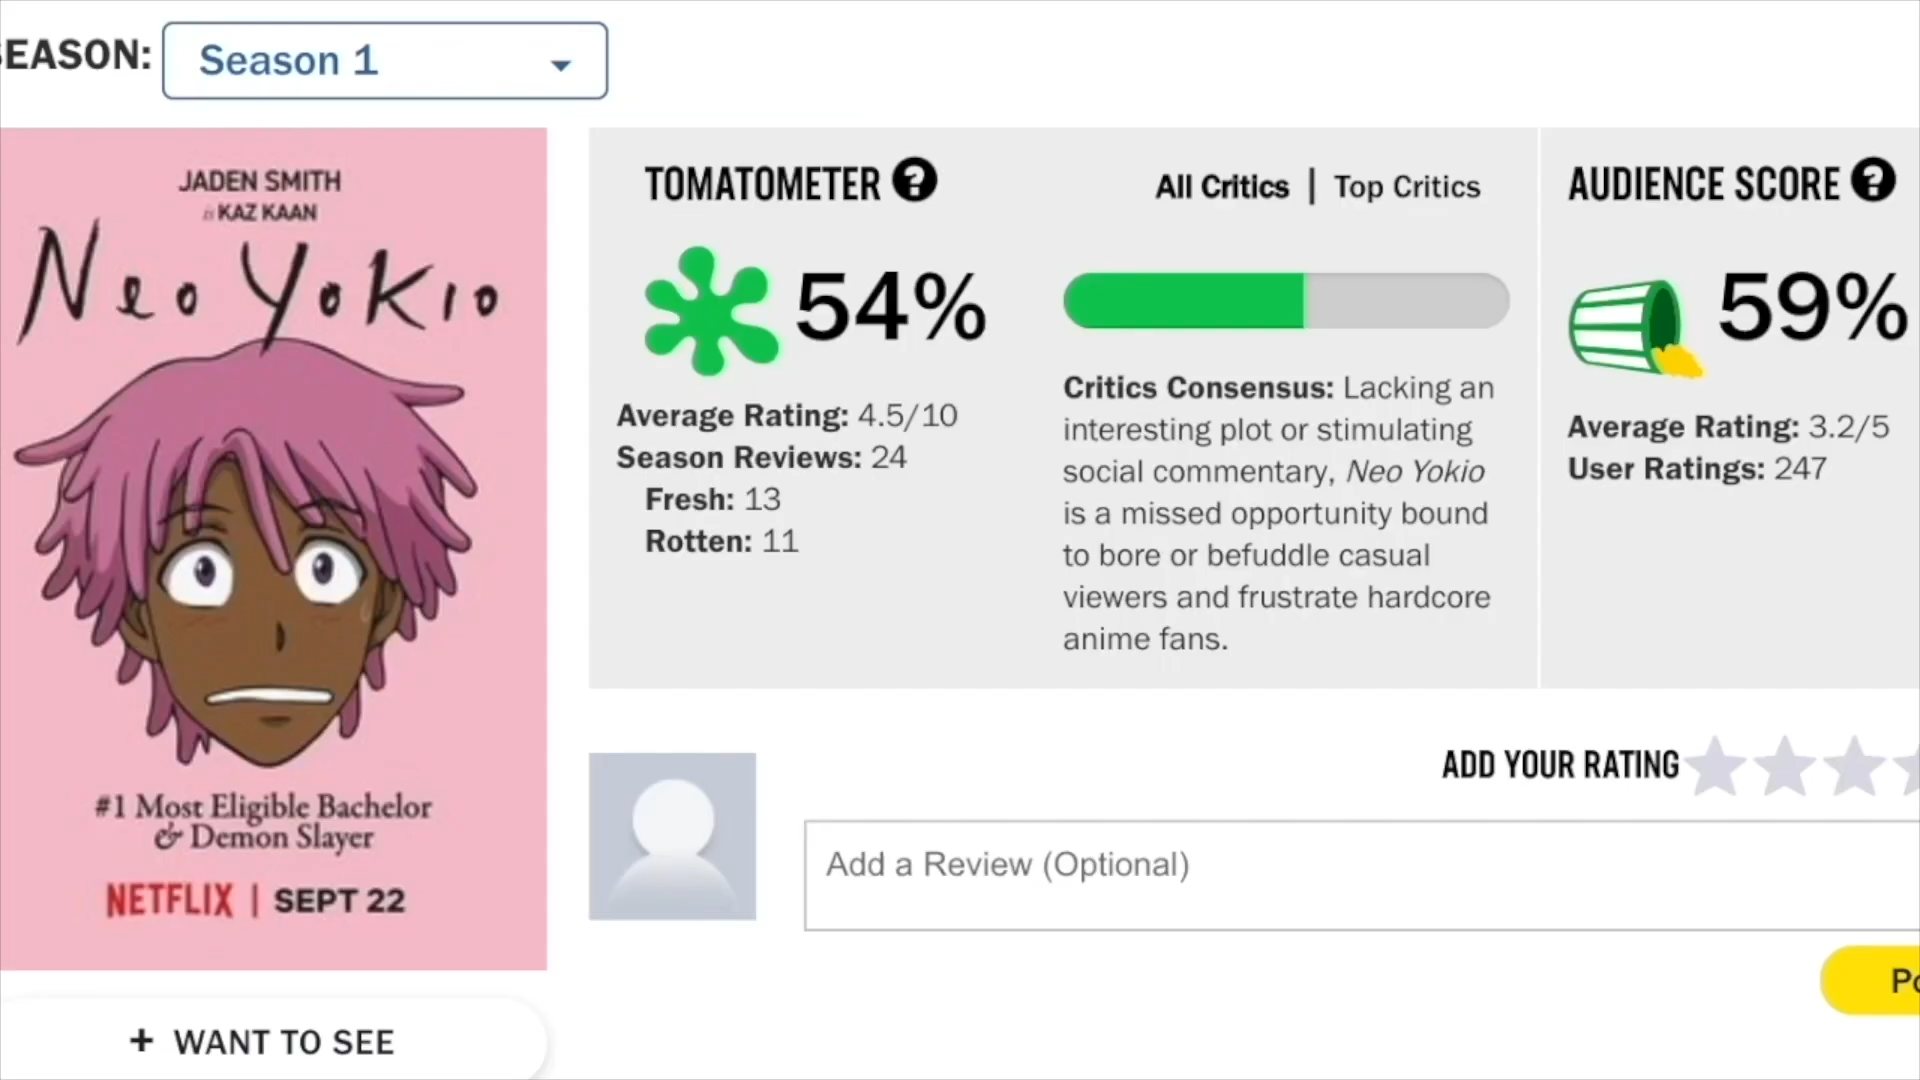 SEASON:
Season 1
JADEN SMITH
is KAZ KAAN
Neo Yokio
#1 Most Eligible Bachelor
& Demon Slayer
NETFLIX | SEPT 22
+ WANT TO SEE
TOMATOMETER ?
All Critics | Top Critics
54%
Average Rating: 4.5/10
Season Reviews: 24
Fresh: 13
Rotten: 11
Critics Consensus: Lacking an
interesting plot or stimulating
social commentary, Neo Yokio
is a missed opportunity bound
to bore or befuddle casual
viewers and frustrate hardcore
anime fans.
AUDIENCE SCORE ?
59%
Average Rating: 3.2/5
User Ratings: 247
ADD YOUR RATING
Add a Review (Optional)